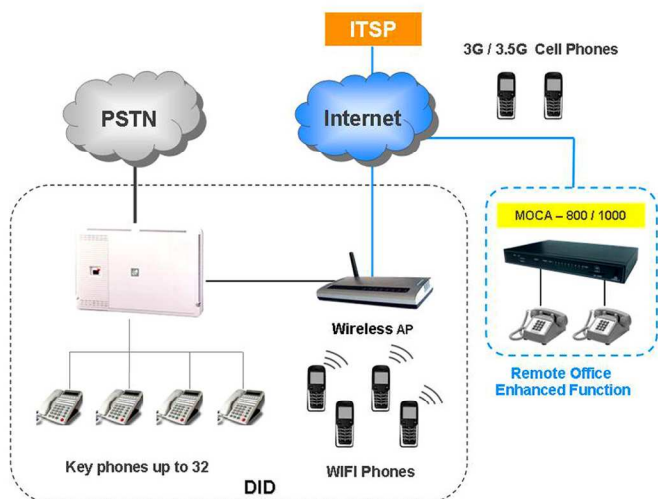 ITSP
3G / 3.5G Cell Phones
PSTN
Internet
MOCA – 800 / 1000
Wireless AP
Remote Office
Enhanced Function
Key phones up to 32
WIFI Phones
DID